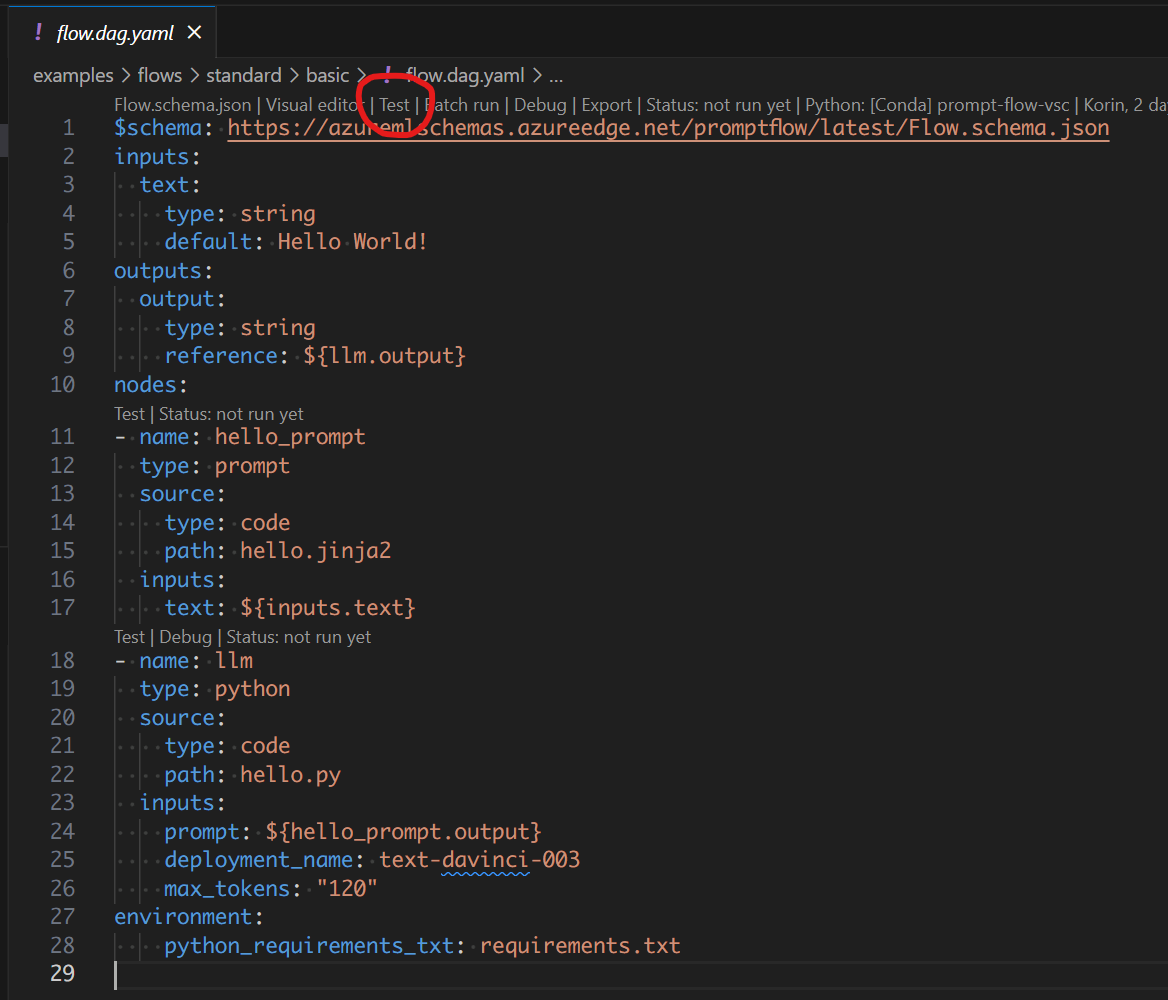 ! flow.dag.yaml ×
examples > flows > standard > basic > ! flow.dag.yaml > ...
Flow.schema.json | Visual editor | Test | Batch run | Debug | Export | Status: not run yet | Python: [Conda] prompt-flow-vsc | Korin, 2 da
1 $schema: https://azuremlschemas.azureedge.net/promptflow/latest/Flow.schema.json
2 inputs:
3 text:
4 type: string
5 default: Hello World!
6 outputs:
7 output:
8 type: string
9 reference: ${llm.output}
10 nodes:
Test | Status: not run yet
11 - name: hello_prompt
12 type: prompt
13 source:
14 type: code
15 path: hello.jinja2
16 inputs:
17 text: ${inputs.text}
Test | Debug | Status: not run yet
18 - name: llm
19 type: python
20 source:
21 type: code
22 path: hello.py
23 inputs:
24 prompt: ${hello_prompt.output}
25 deployment_name: text-davinci-003
26 max_tokens: "120"
27 environment:
28 python_requirements_txt: requirements.txt
29